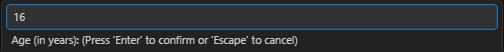 16
Age (in years): (Press 'Enter' to confirm or 'Escape' to cancel)